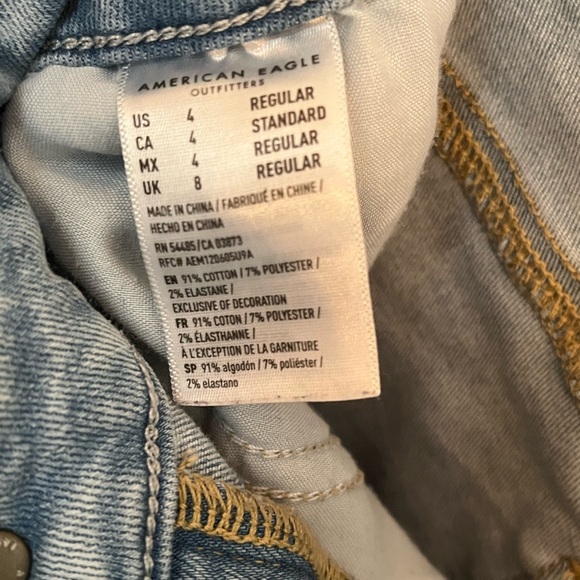 AMERICAN EAGLE
OUTFITTERS
US 4 REGULAR
CA 4 STANDARD
MX 4 REGULAR
UK 8 REGULAR
MADE IN CHINA / FABRIQUÉ EN CHINE /
HECHO EN CHINA
RN 54485/CA 03873
RFC# AEM120605U9A
EN 91% COTTON / 7% POLYESTER /
2% ELASTANE /
EXCLUSIVE OF DECORATION
FR 91% COTON / 7% POLYESTER /
2% ÉLASTHANNE /
À L'EXCEPTION DE LA GARNITURE
SP 91% algodón / 7% poliéster /
2% elastano